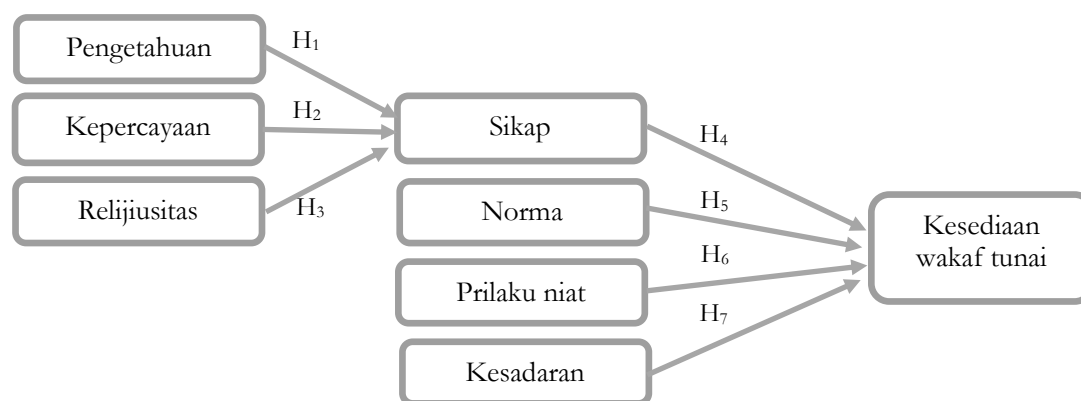 Pengetahuan
H1
Kepercayaan
H2
Relijiusitas
H3
Sikap
H4
Norma
H5
Prilaku niat
H6
Kesadaran
H7
Kesediaan
wakaf tunai